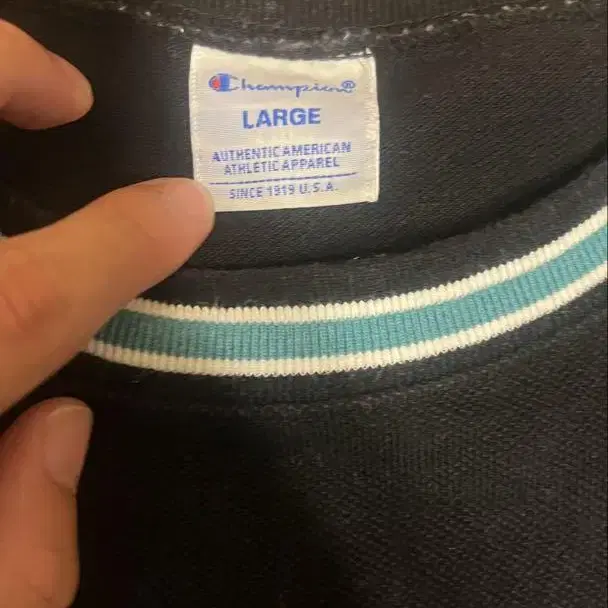 Champion®
LARGE
AUTHENTIC AMERICAN
ATHLETIC APPAREL
SINCE 1919 U.S.A.